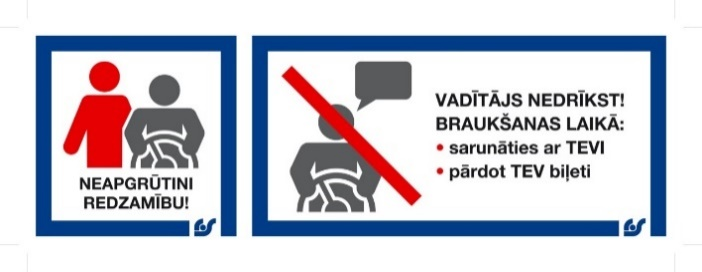 NEAPGRŪTINI
REDZAMĪBU!
VADĪTĀJS NEDRĪKST!
BRAUKŠANAS LAIKĀ:
• sarunāties ar TEVI
• pārdot TEV biļeti